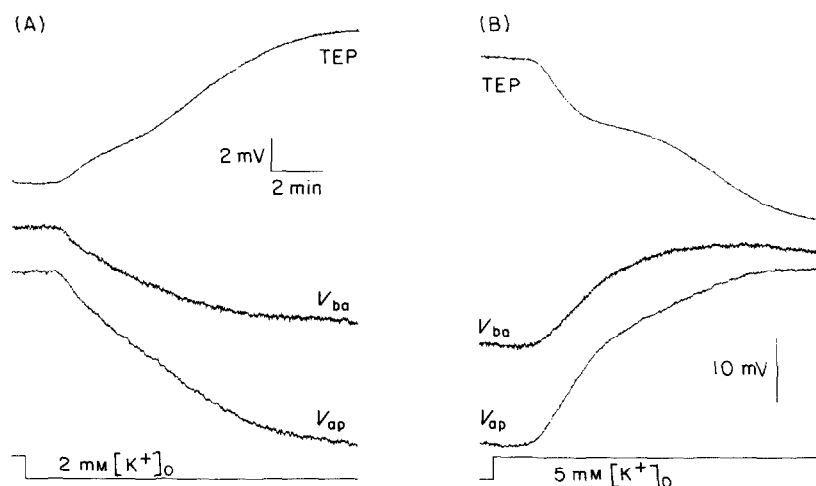 (A)
TEP
2 mV
2 min
V_ba
V_ap
2 mM [K+]o
(B)
TEP
V_ba
10 mV
V_ap
5 mM [K+]o